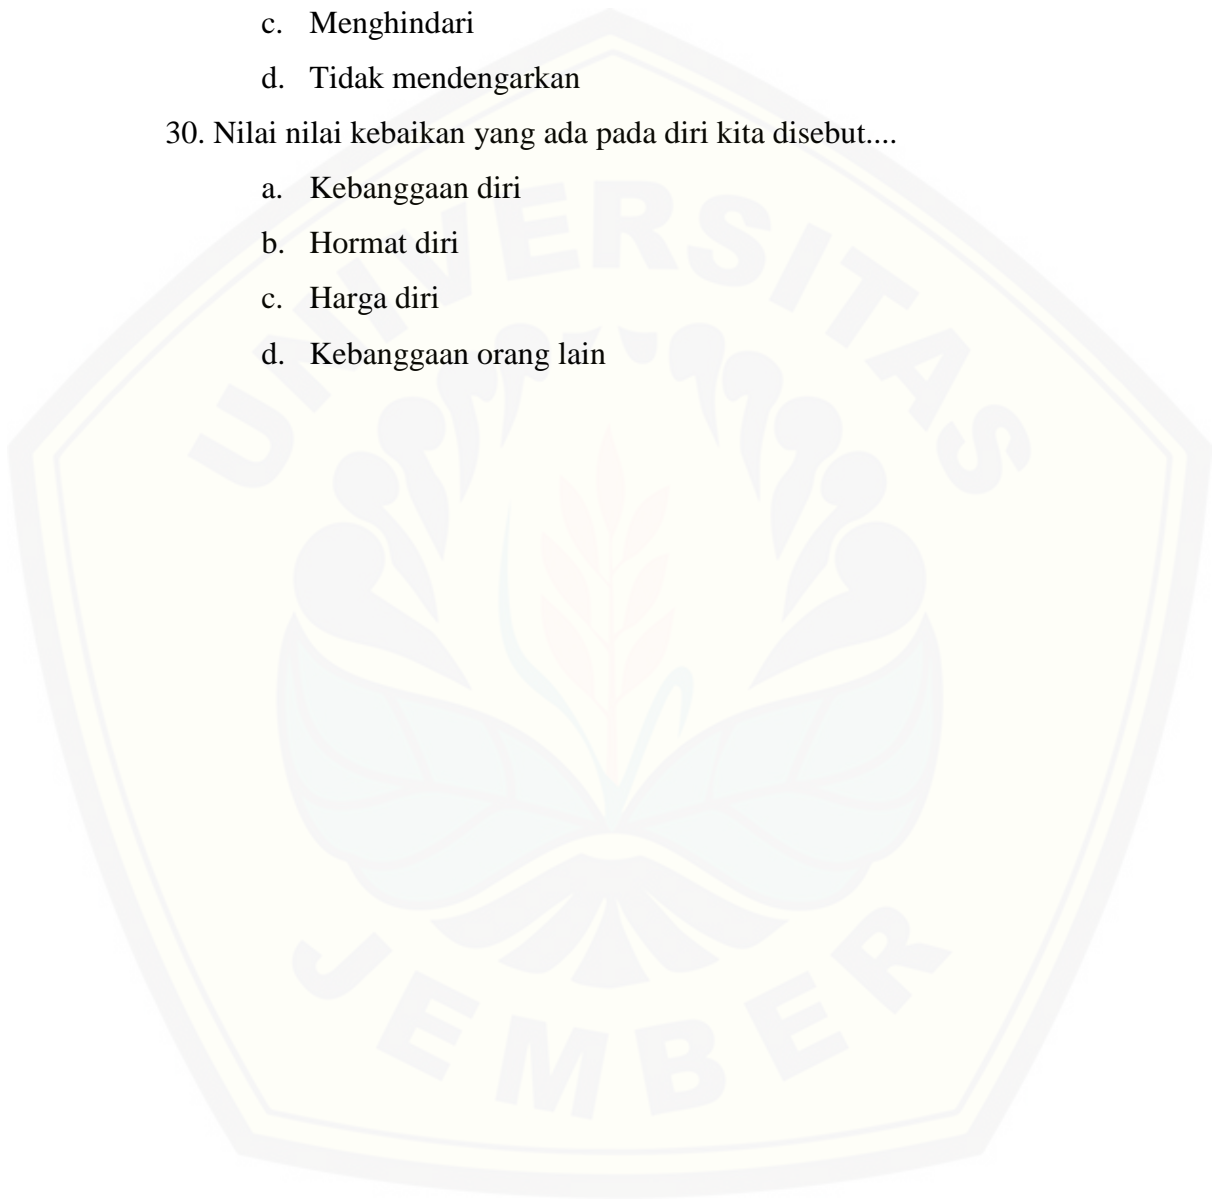 c. Menghindari
d. Tidak mendengarkan
30. Nilai nilai kebaikan yang ada pada diri kita disebut....
a. Kebanggaan diri
b. Hormat diri
c. Harga diri
d. Kebanggaan orang lain
UNIVERSITAS
JEMBER